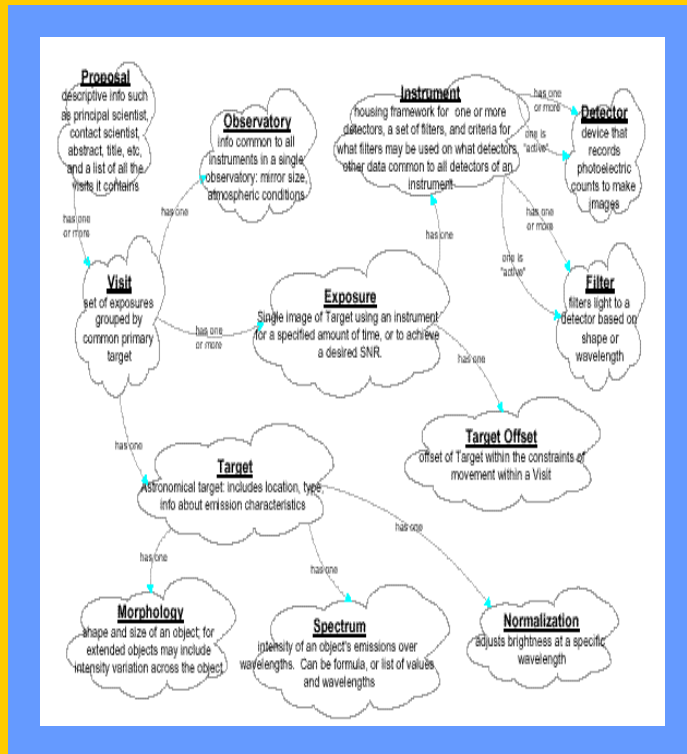 Proposal
descriptive info such
as principal scientist,
contact scientist,
abstract, title, etc,
and a list of all the
visits it contains
has one
or more
Observatory
info common to all
instruments in a single
observatory: mirror size,
atmospheric conditions
has one
Instrument
housing framework for one or more
detectors, a set of filters, and criteria for
what filters may be used on what detectors,
other data common to all detectors of an
instrument
has one
or more
one is
"active"
Detector
device that
records
photoelectric
counts to make
images
has one
or more
one is
"active"
Filter
filters light to a
detector based on
shape or
wavelength
Visit
set of exposures
grouped by
common primary
target
has one
or more
Exposure
Single image of Target using an instrument
for a specified amount of time, or to achieve
a desired SNR.
has one
has one
Target Offset
offset of Target within the constraints of
movement within a Visit
has one
Target
Astronomical target: includes location, type,
info about emission characteristics
has one
has one
has one
Morphology
shape and size of an object; for
extended objects may include
intensity variation across the object
Spectrum
intensity of an object's emissions over
wavelengths. Can be formula, or list of values
and wavelengths
Normalization
adjusts brightness at a specific
wavelength